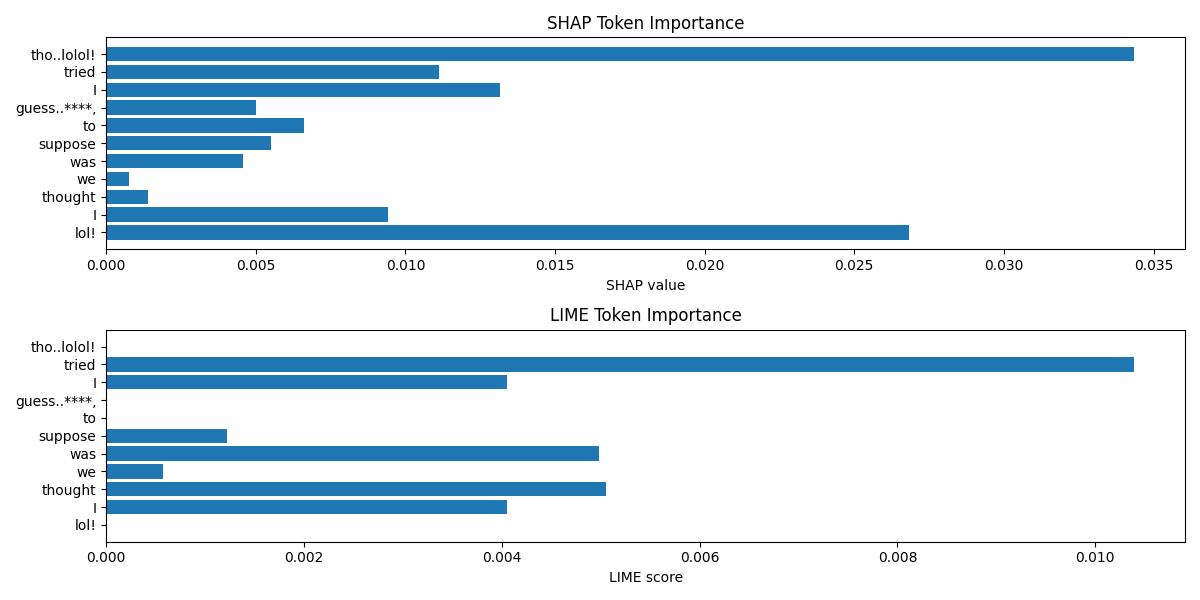 SHAP Token Importance
tho..lolol!
tried
I
guess..****,
to
suppose
was
we
thought
I
lol!
0.000 0.005 0.010 0.015 0.020 0.025 0.030 0.035
SHAP value
LIME Token Importance
tho..lolol!
tried
I
guess..****,
to
suppose
was
we
thought
I
lol!
0.000 0.002 0.004 0.006 0.008 0.010
LIME score